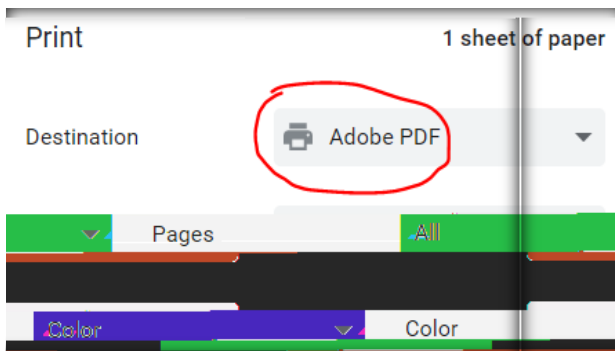 Print 1 sheet of paper
Destination Adobe PDF
Pages All
Color Color